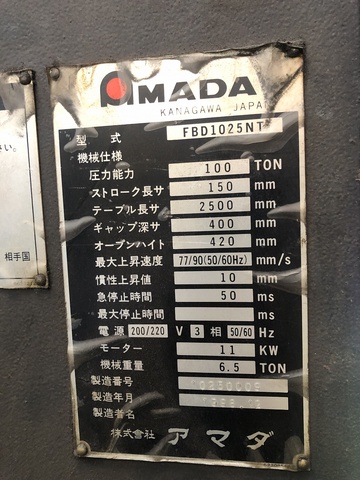 AMADA
KANAGAWA JAPA
型式 FBD1025NT
機械仕様
圧力能力 100 TON
ストローク長サ 150 mm
テーブル長サ 2500 mm
ギャップ深サ 400 mm
オープンハイト 420 mm
最大上昇速度 77/90(50/60Hz) mm/s
慣性上昇値 10 mm
急停止時間 50 ms
最大停止時間 ms
電源 200/220 V 3 相 50/60 Hz
モーター 11 KW
機械重量 6.5 TON
製造番号
製造年月
製造者名
株式会社 アマダ
DA
さい。
相手国